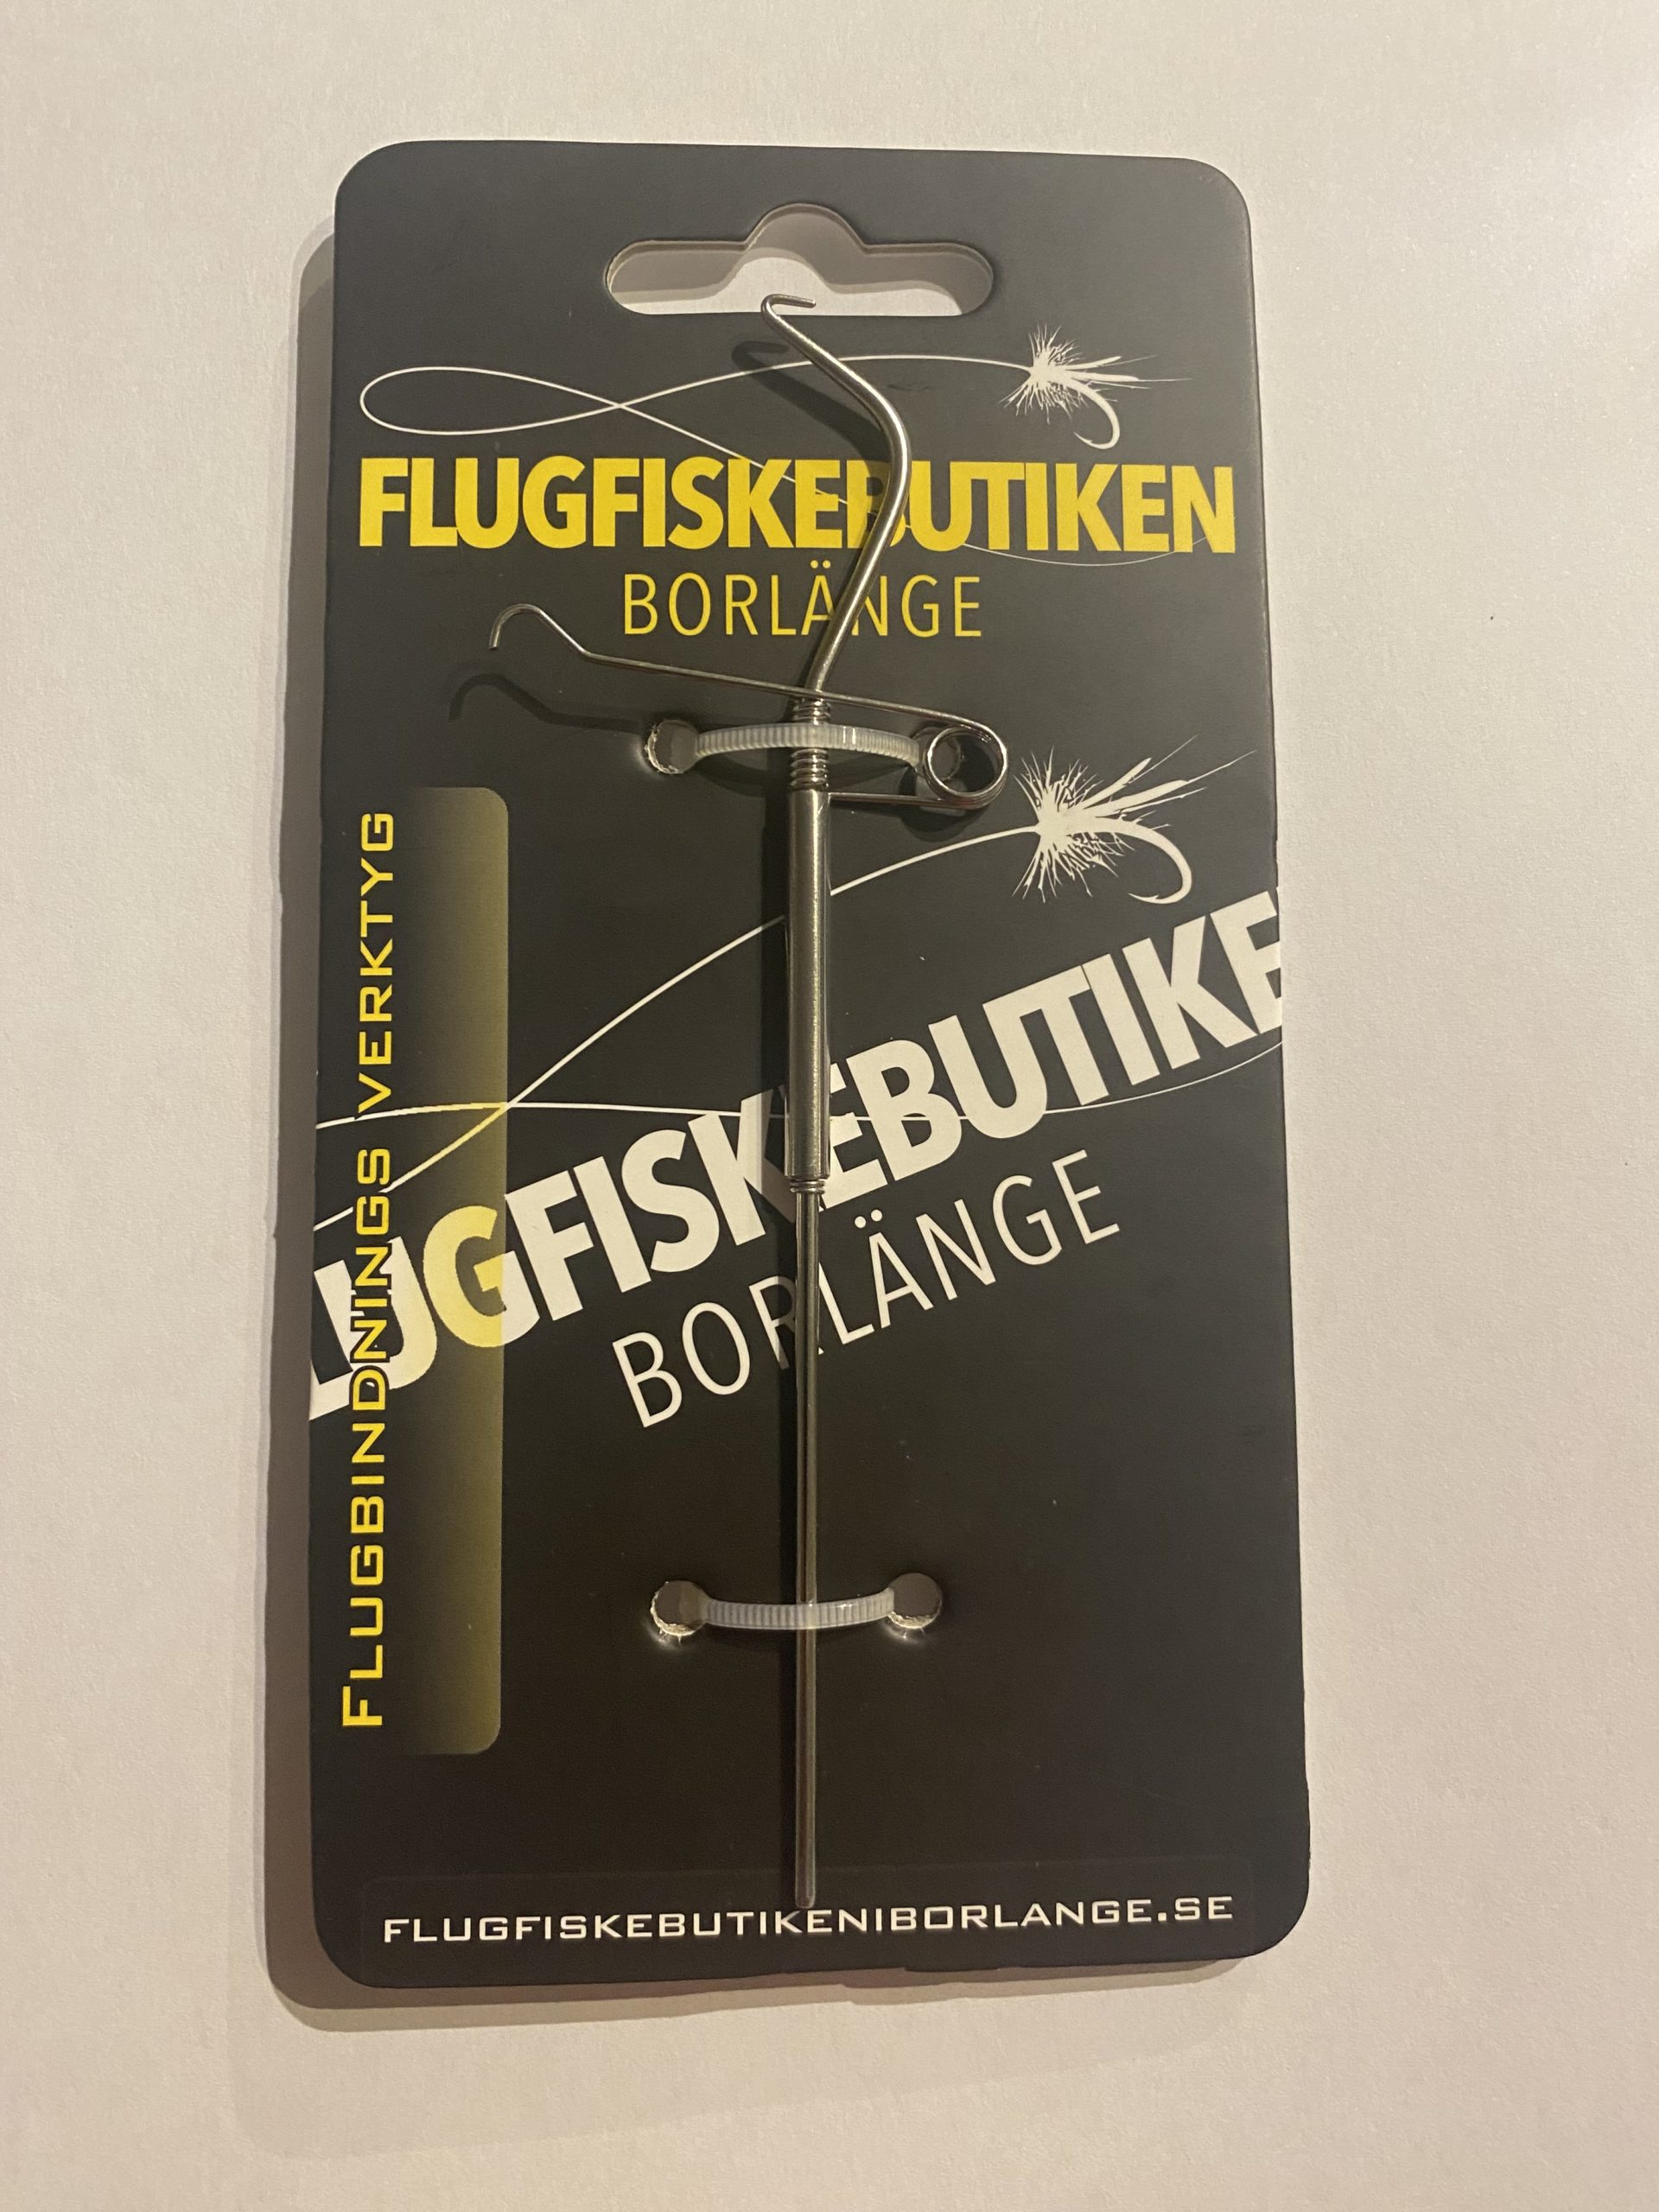 FLUGFISKEBUTIKEN
BORLÄNGE
FLUGBINDNINGS VERKTYG
LUGFISKEBUTIKE
BORLÄNGE
FLUGFISKEBUTIKENIBORLANGE.SE